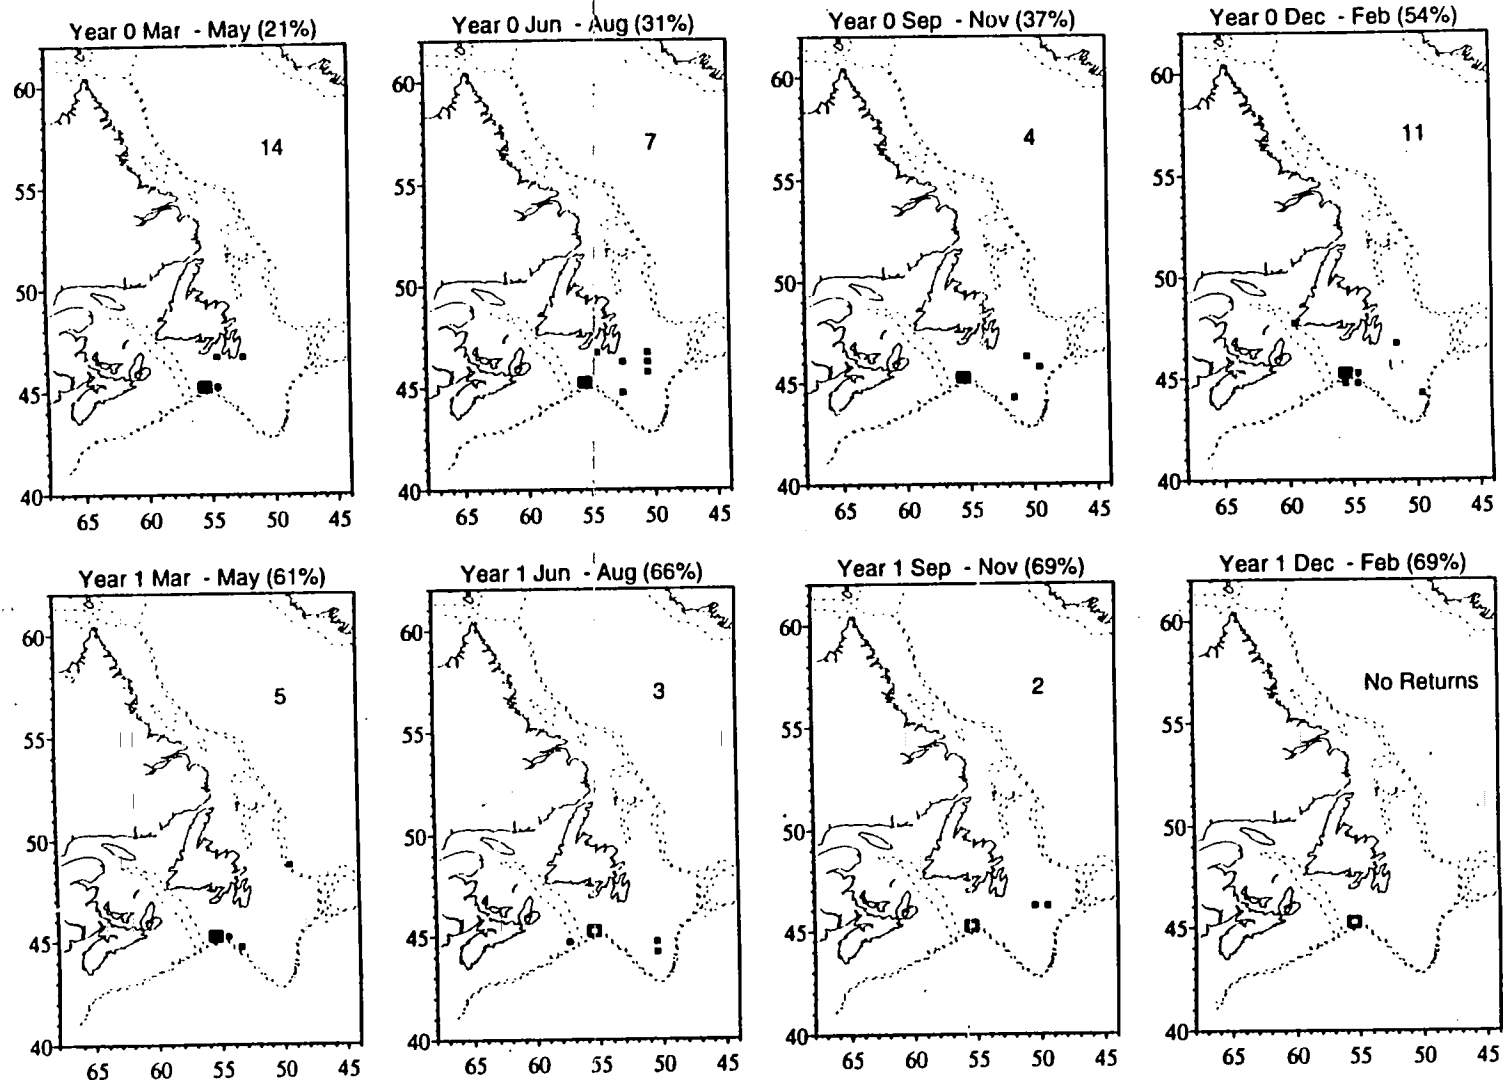 Year 0 Mar - May (21%)
Year 0 Jun - Aug (31%)
Year 0 Sep - Nov (37%)
Year 0 Dec - Feb (54%)
60
55
50
45
40
14
65 60 55 50 45
60
55
50
45
40
7
65 60 55 50 45
60
55
50
45
40
4
65 60 55 50 45
60
55
50
45
40
11
65 60 55 50 45
Year 1 Mar - May (61%)
Year 1 Jun - Aug (66%)
Year 1 Sep - Nov (69%)
Year 1 Dec - Feb (69%)
60
55
50
45
40
5
65 60 55 50 45
60
55
50
45
40
3
65 60 55 50 45
60
55
50
45
40
2
65 60 55 50 45
60
55
50
45
40
No Returns
65 60 55 50 45